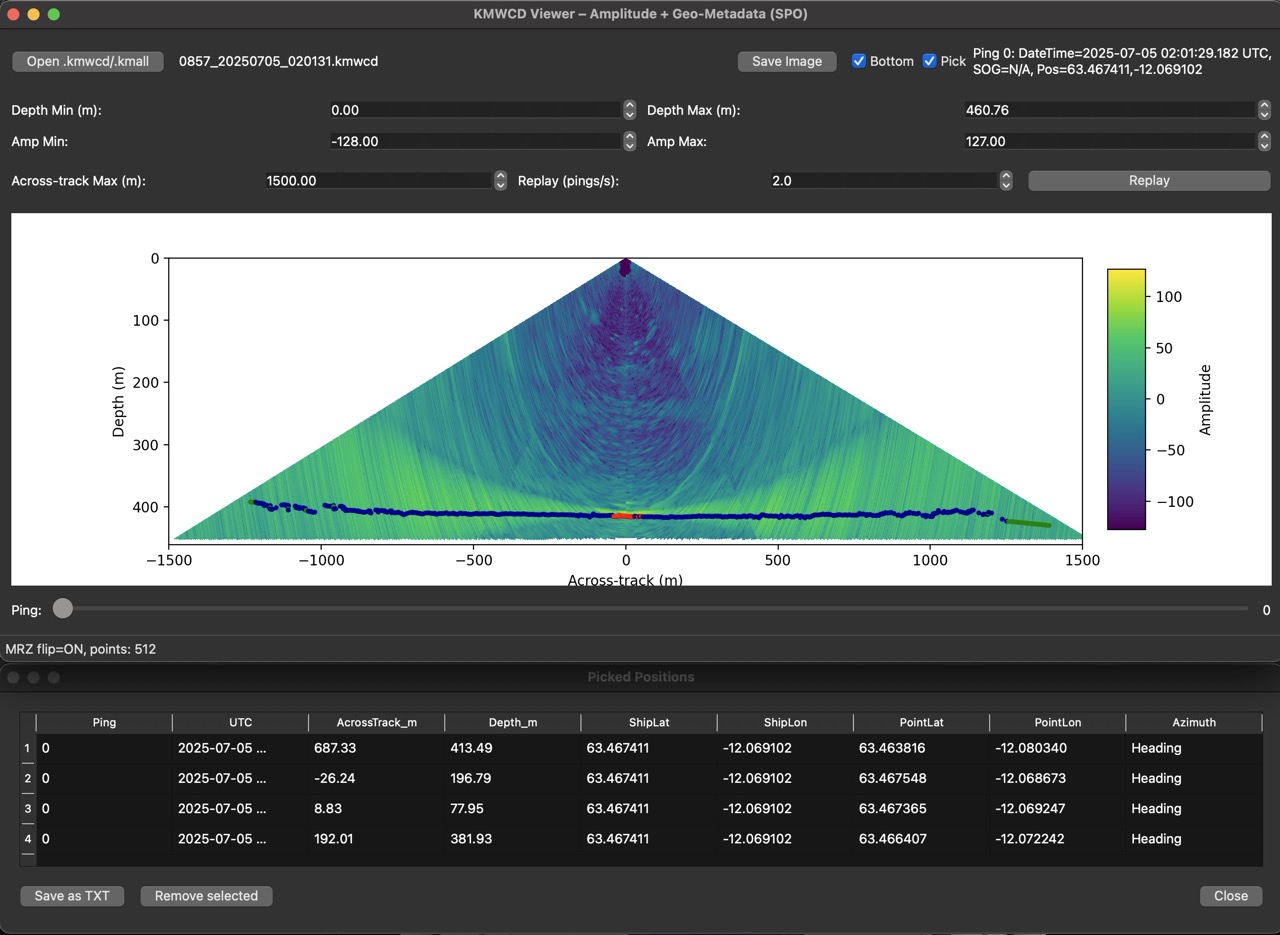 KMWCD Viewer – Amplitude + Geo-Metadata (SPO)
Open .kmwcd/.kmall 0857_20250705_020131.kmwcd Save Image Bottom Pick Ping 0: DateTime=2025-07-05 02:01:29.182 UTC,
SOG=N/A, Pos=63.467411,-12.069102
Depth Min (m): 0.00 Depth Max (m): 460.76
Amp Min: -128.00 Amp Max: 127.00
Across-track Max (m): 1500.00 Replay (pings/s): 2.0 Replay
0
100
200
300
400
Depth (m)
−1500 −1000 −500 0 500 1000 1500
Across-track (m)
100
50
0
−50
−100
Amplitude
Ping: 0
MRZ flip=ON, points: 512
Picked Positions
Ping UTC AcrossTrack_m Depth_m ShipLat ShipLon PointLat PointLon Azimuth
1 0 2025-07-05 ... 687.33 413.49 63.467411 -12.069102 63.463816 -12.080340 Heading
2 0 2025-07-05 ... -26.24 196.79 63.467411 -12.069102 63.467548 -12.068673 Heading
3 0 2025-07-05 ... 8.83 77.95 63.467411 -12.069102 63.467365 -12.069247 Heading
4 0 2025-07-05 ... 192.01 381.93 63.467411 -12.069102 63.466407 -12.072242 Heading
Save as TXT Remove selected Close